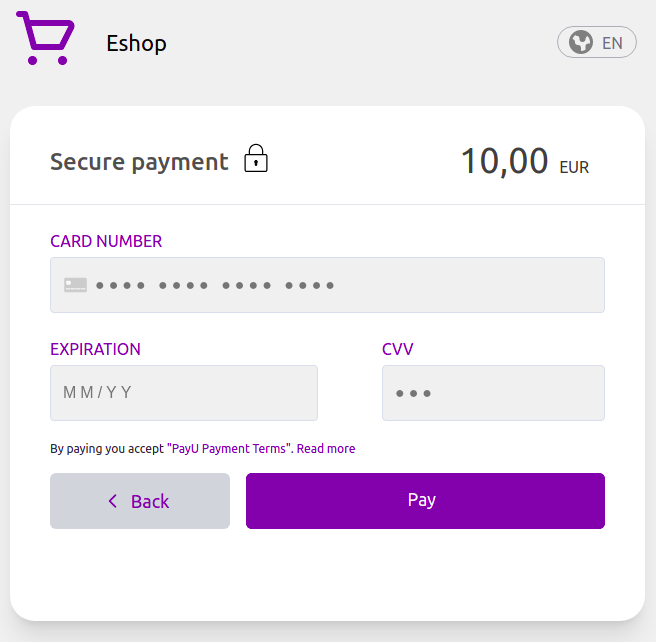 Eshop
EN
Secure payment
10,00 EUR
CARD NUMBER
•••• •••• •••• ••••
EXPIRATION
CVV
MM/YY
•••
By paying you accept "PayU Payment Terms". Read more
Back
Pay